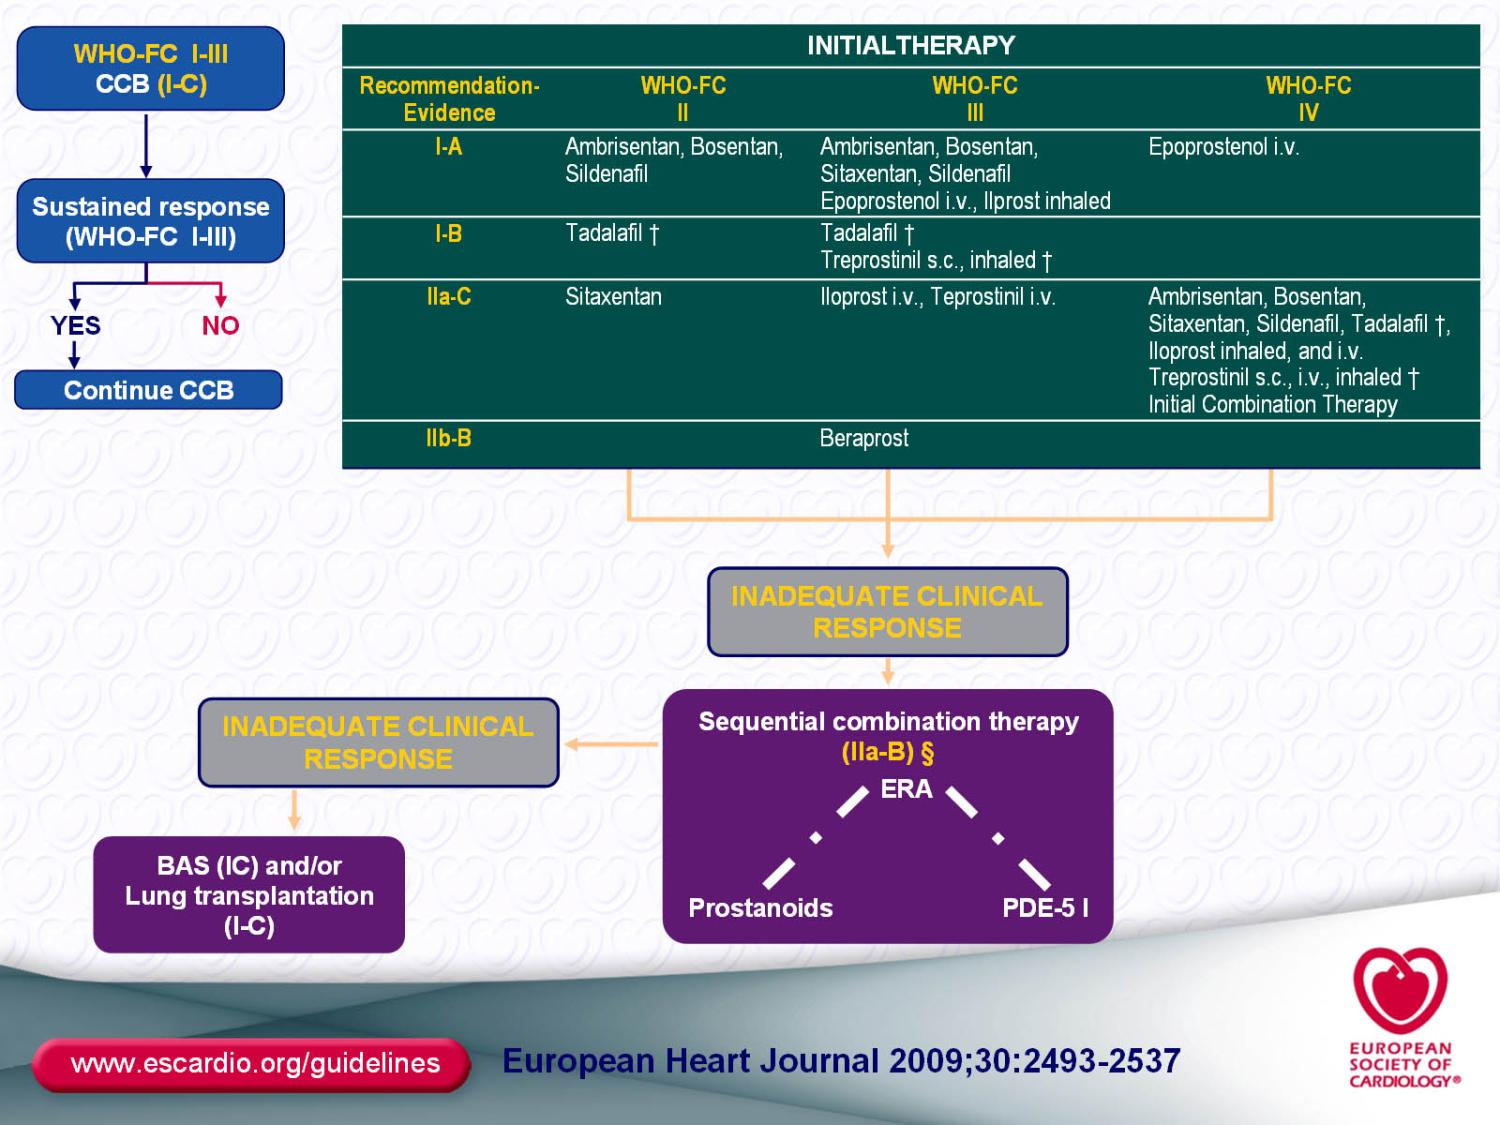 WHO-FC I-III
CCB (I-C)
Sustained response
(WHO-FC I-III)
YES
NO
Continue CCB
INITIALTHERAPY
Recommendation-
Evidence
WHO-FC
II
WHO-FC
III
WHO-FC
IV
I-A
Ambrisentan, Bosentan,
Sildenafil
Ambrisentan, Bosentan,
Sitaxentan, Sildenafil
Epoprostenol i.v., Ilprost inhaled
Epoprostenol i.v.
I-B
Tadalafil †
Tadalafil †
Treprostinil s.c., inhaled †
IIa-C
Sitaxentan
Iloprost i.v., Teprostinil i.v.
Ambrisentan, Bosentan,
Sitaxentan, Sildenafil, Tadalafil †,
Iloprost inhaled, and i.v.
Treprostinil s.c., i.v., inhaled †
Initial Combination Therapy
IIb-B
Beraprost
INADEQUATE CLINICAL
RESPONSE
Sequential combination therapy
(IIa-B) §
ERA
Prostanoids
PDE-5 I
INADEQUATE CLINICAL
RESPONSE
BAS (IC) and/or
Lung transplantation
(I-C)
www.escardio.org/guidelines
European Heart Journal 2009;30:2493-2537
EUROPEAN
SOCIETY OF
CARDIOLOGY®